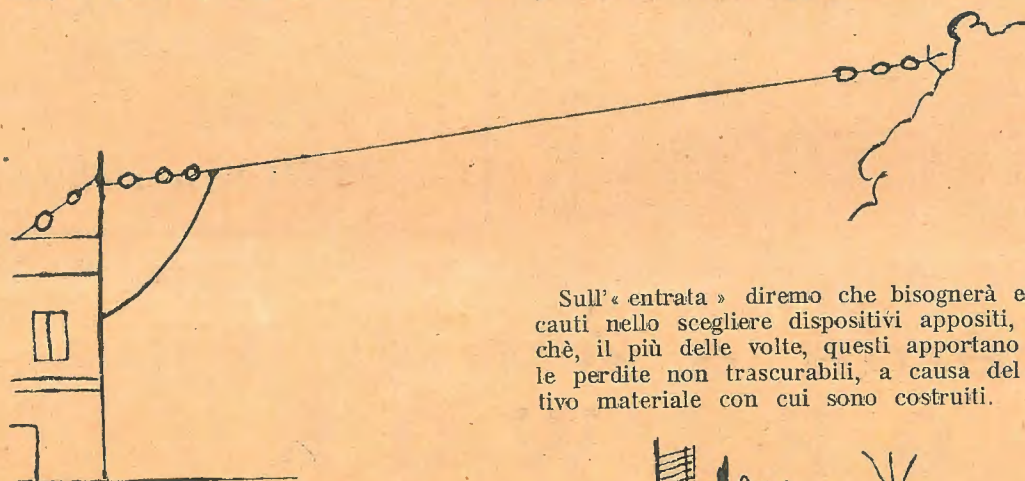 Sull'« entrata » diremo che bisognerà e
cauti nello scegliere dispositivi appositi,
chè, il più delle volte, questi apportano
le perdite non trascurabili, a causa del
tivo materiale con cui sono costruiti.